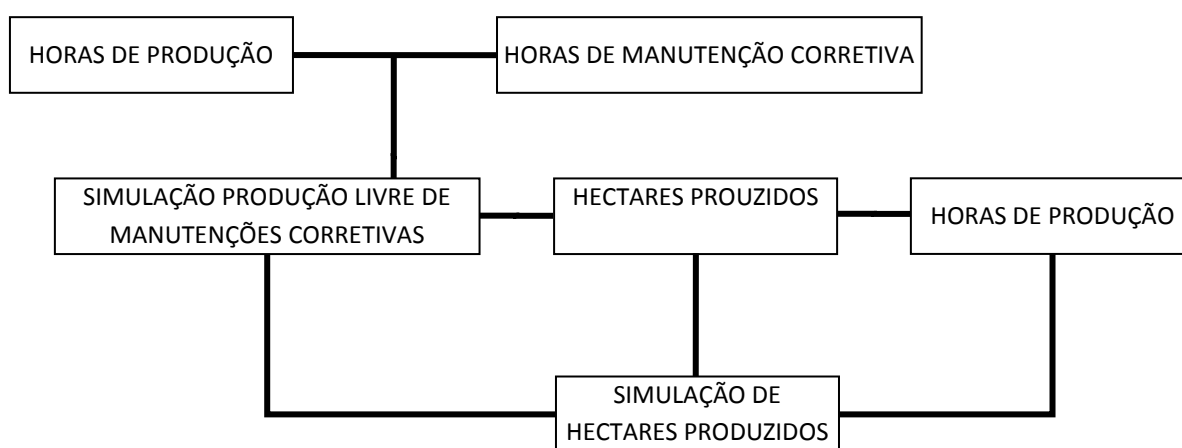 HORAS DE PRODUÇÃO
HORAS DE MANUTENÇÃO CORRETIVA
SIMULAÇÃO PRODUÇÃO LIVRE DE
MANUTENÇÕES CORRETIVAS
HECTARES PROUZIDOS
HORAS DE PRODUÇÃO
SIMULAÇÃO DE
HECTARES PRODUZIDOS